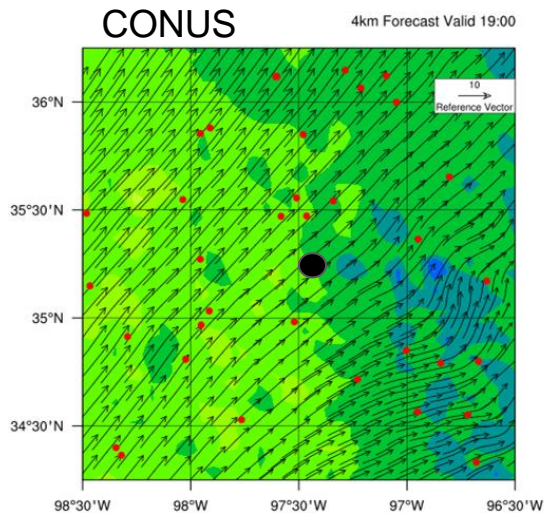 CONUS
4km Forecast Valid 19:00
36°N
10
Reference Vector
35°30'N
35°N
34°30'N
98°30'W
98°W
97°30'W
97°W
96°30'W